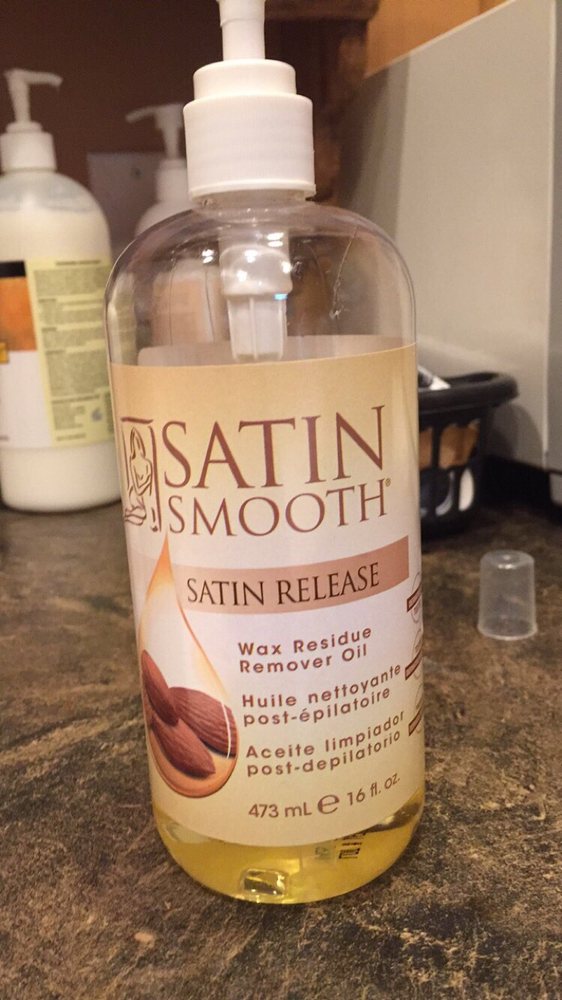 SATIN
SMOOTH®
SATIN RELEASE
Wax Residue
Remover Oil
Huile nettoyante
post-épilatoire
Aceite limpiador
post-depilatorio
473 mL e 16 fl. oz.